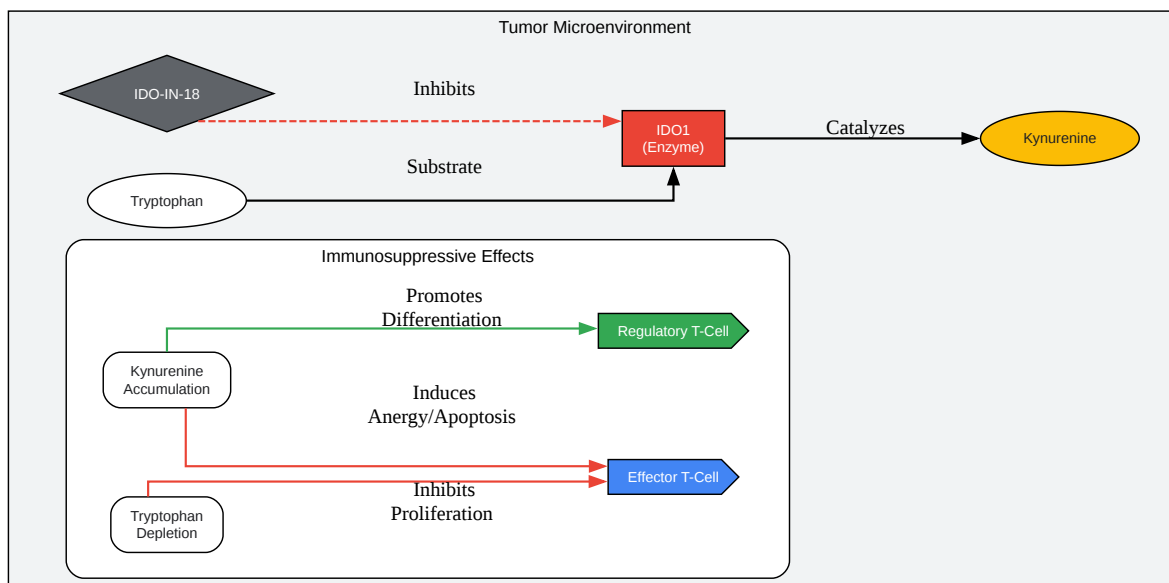 Tumor Microenvironment
IDO-IN-18
Inhibits
IDO1
(Enzyme)
Catalyzes
Kynurenine
Substrate
Tryptophan
Immunosuppressive Effects
Promotes
Differentiation
Regulatory T-Cell
Kynurenine
Accumulation
Induces
Anergy/Apoptosis
Effector T-Cell
Inhibits
Proliferation
Tryptophan
Depletion